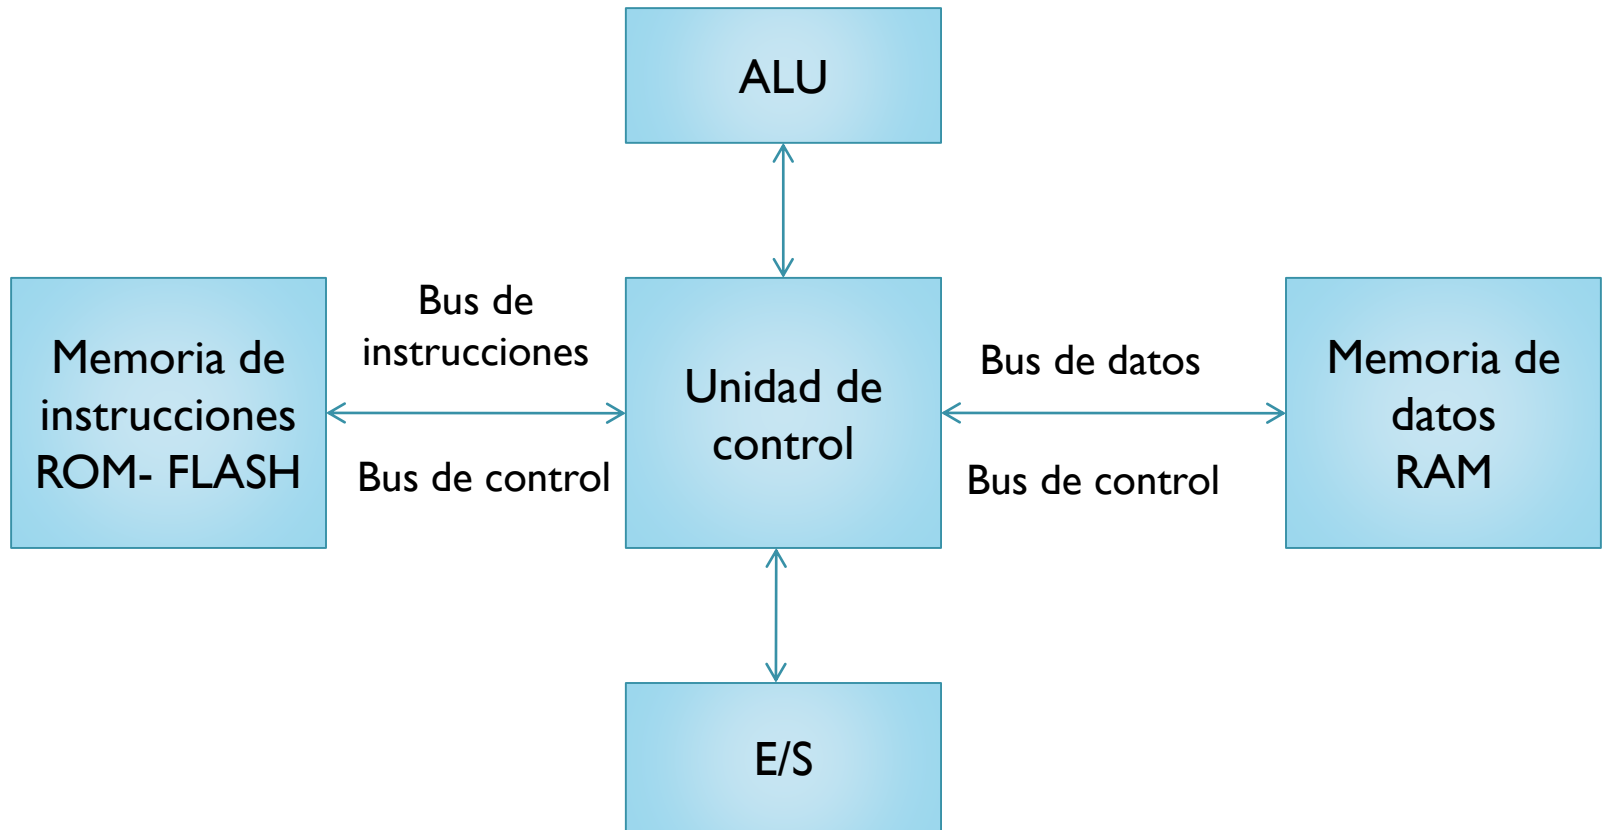 ALU
Bus de
instrucciones
Memoria de
instrucciones
ROM- FLASH
Bus de control
Unidad de
control
Bus de datos
Bus de control
Memoria de
datos
RAM
E/S